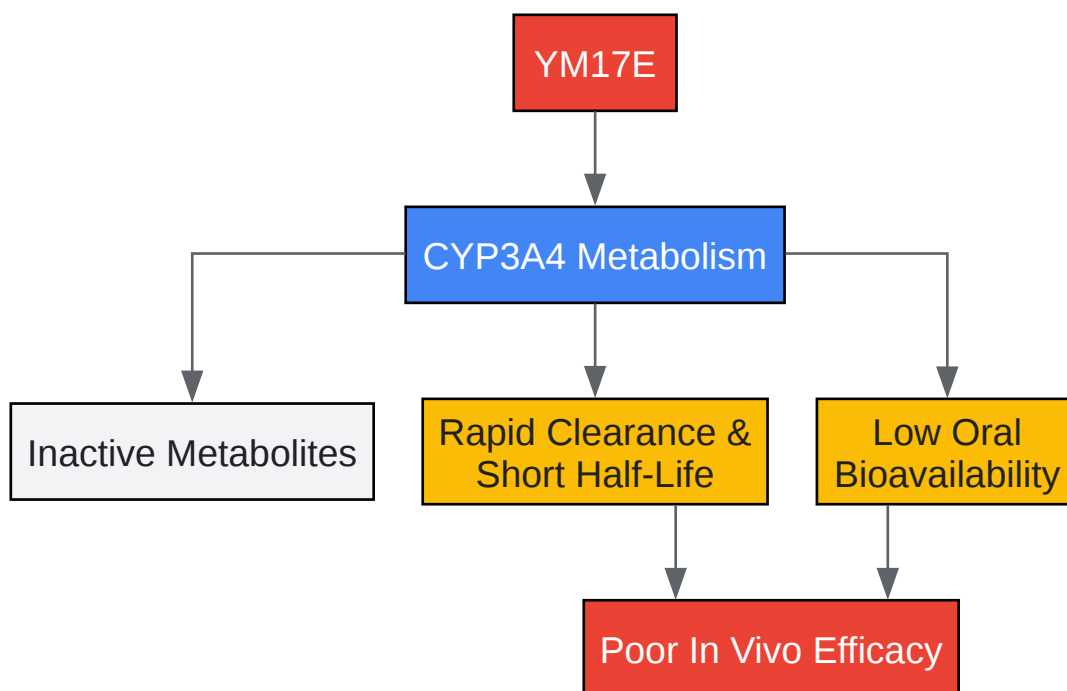 YM17E
CYP3A4 Metabolism
Inactive Metabolites
Rapid Clearance &
Short Half-Life
Low Oral
Bioavailability
Poor In Vivo Efficacy